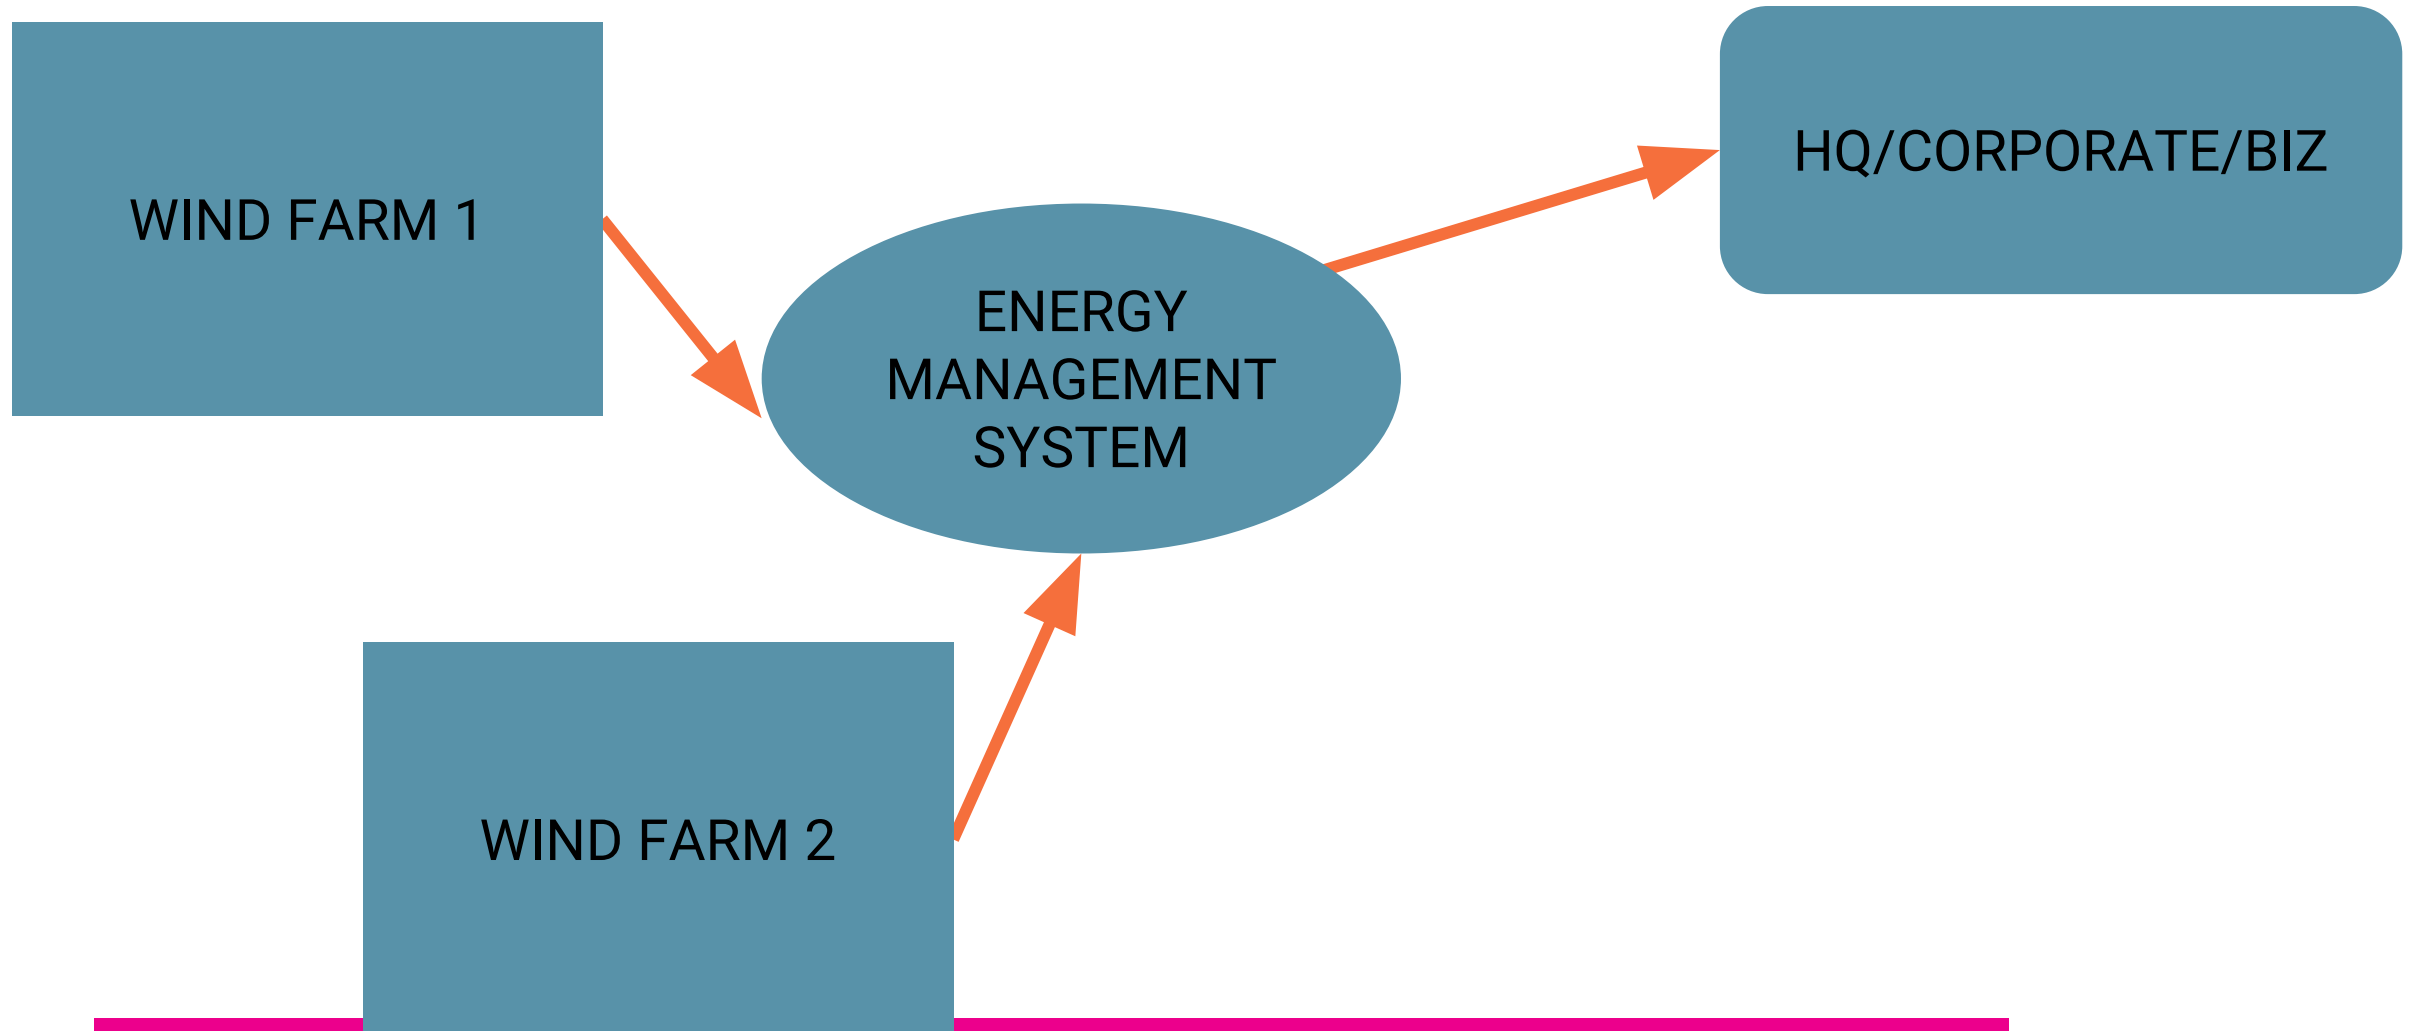 WIND FARM 1
HQ/CORPORATE/BIZ
ENERGY
MANAGEMENT
SYSTEM
WIND FARM 2